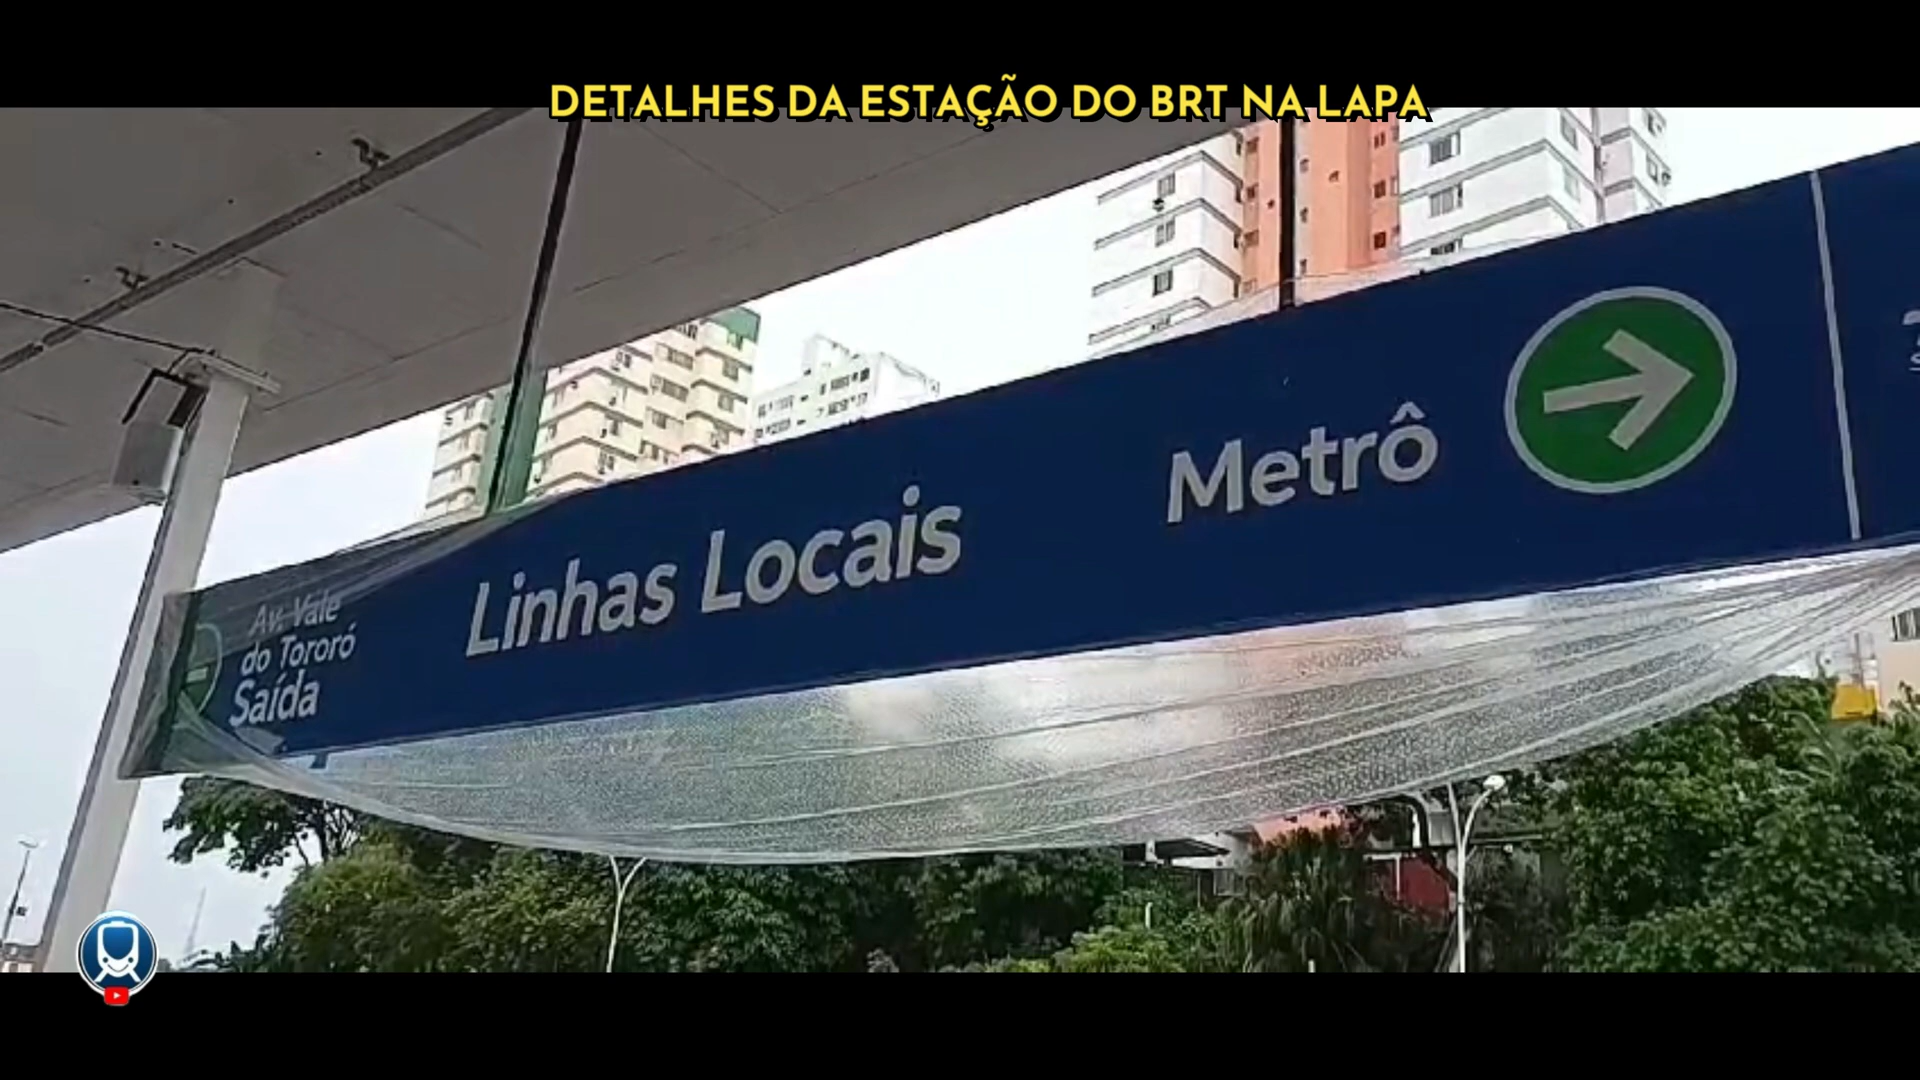 DETALHES DA ESTAÇÃO DO BRT NA LAPA
Av. Vale
do Tororó
Saída
Linhas Locais
Metrô